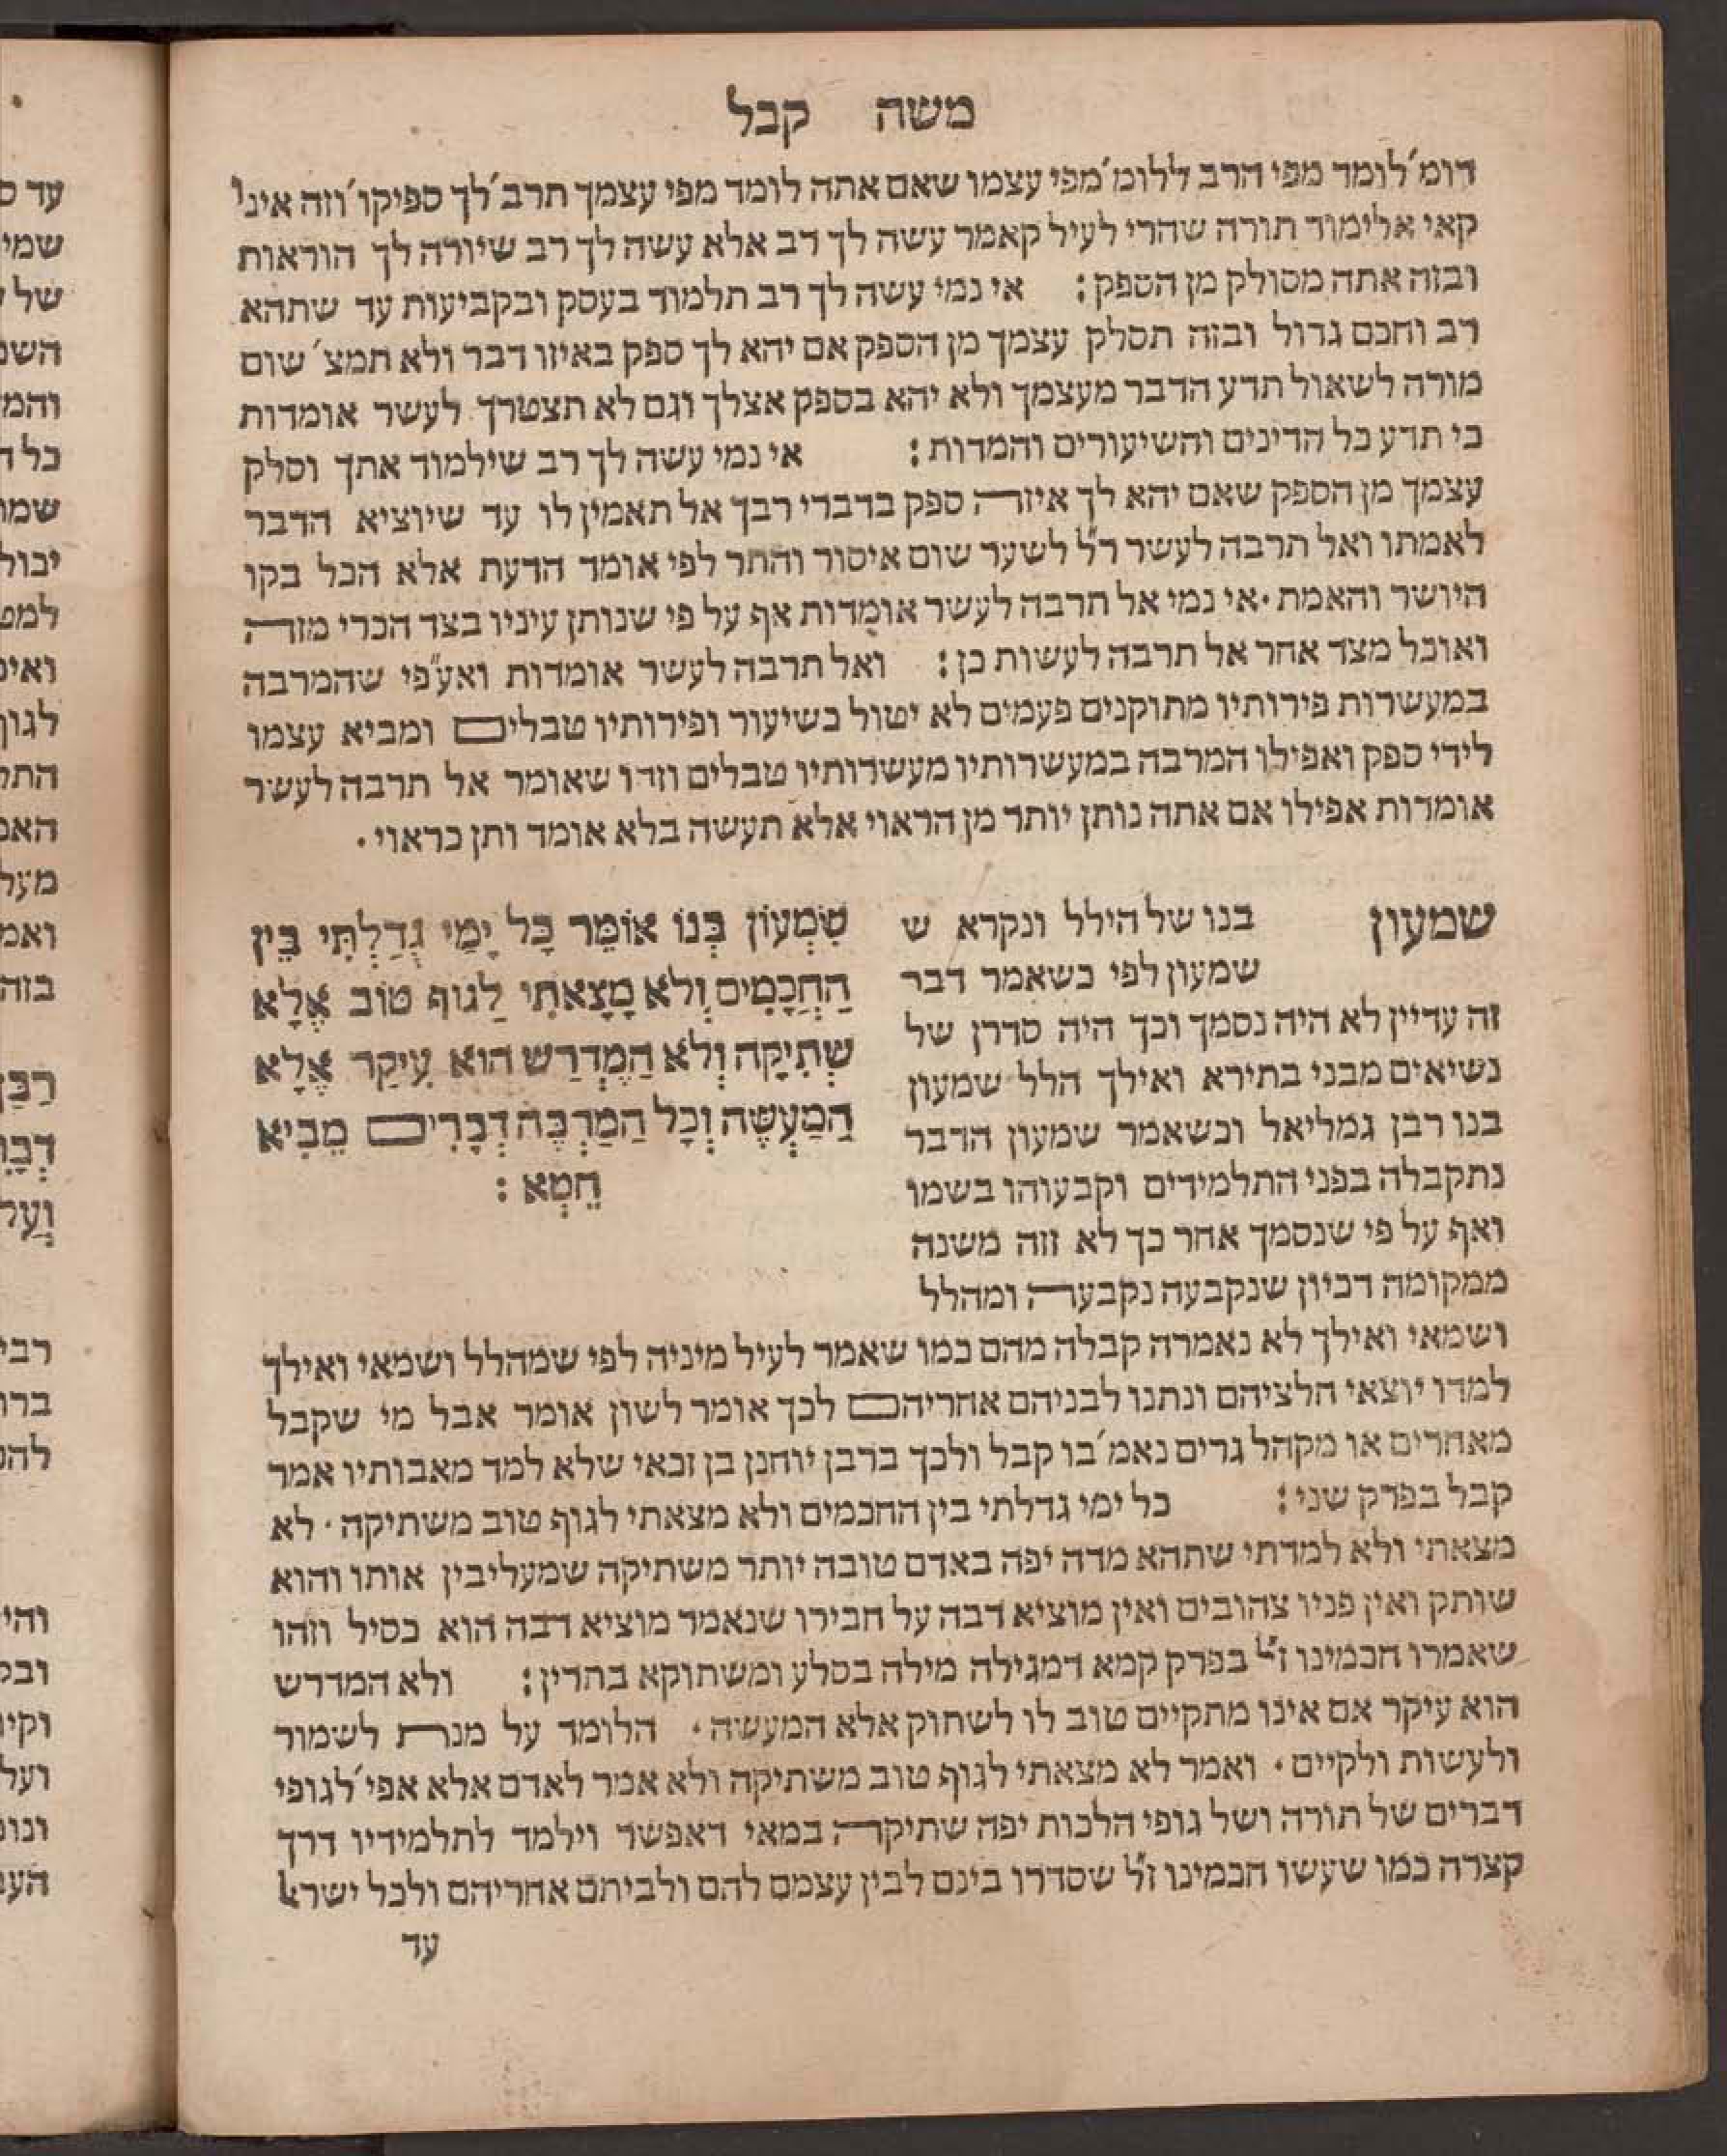 משה קבל
דומ׳ לומד מפי הרב ללומ׳ מפי עצמו שאם אתה לומד מפי עצמך תרב׳ לך ספיקו׳ וזה אינו
קאי אלימוד תורה שהרי לעיל קאמר עשה לך רב אלא עשה לך רב שיורה לך הוראות
ובזה אתה מסולק מן הספק: אי נמי עשה לך רב תלמוד בעסק ובקביעות עד שתהא
רב וחכם גדול ובזה תסלק עצמך מן הספק אם יהא לך ספק באיזו דבר ולא תמצ׳ שום
מורה לשאול תדע הדבר מעצמך ולא יהא בספק אצלך וגם לא תצטרך לעשר אומדות
כי תדע כל הדינים והשיעורים והמדות: אי נמי עשה לך רב שילמוד אתך וסלק
עצמך מן הספק שאם יהא לך איזה ספק בדברי רבך אל תאמין לו עד שיוציא הדבר
לאמתו ואל תרבה לעשר ר״ל לשער שום איסור והתר לפי אומד הדעת אלא הכל בקו
היושר והאמת · אי נמי אל תרבה לעשר אומדות אף על פי שנותן עיניו בצד הכרי מזה
ואוכל מצד אחר אל תרבה לעשות כן: ואל תרבה לעשר אומדות ואע״פי שהמרבה
במעשרות פירותיו מתוקנים פעמים לא יטול כשיעור ופירותיו טבלים ומביא עצמו
לידי ספק ואפילו המרבה במעשרותיו מעשרותיו טבלים וזהו שאומר אל תרבה לעשר
אומדות אפילו אם אתה נותן יותר מן הראוי אלא תעשה בלא אומד ותן כראוי ·
שמעון בנו של הילל ונקרא ש
שמעון לפי כשאמר דבר
זה עדיין לא היה נסמך וכך היה סדרן של
נשיאים מבני בתירא ואילך הלל שמעון
בנו רבן גמליאל וכשאמר שמעון הדבר
נתקבלה בפני התלמידים וקבעוהו בשמו
ואף על פי שנסמך אחר כך לא זזה משנה
ממקומה דכיון שנקבעה נקבעה ומהלל
שִׁמְעוֹן בְּנוֹ אוֹמֵר כָּל יָמַי גָּדַלְתִּי בֵּין
הַחֲכָמִים וְלֹא מָצָאתִי לַגוּף טוֹב אֶלָא
שְׁתִיקָה וְלֹא הַמִּדְרַשׁ הוּא עִיקַר אֶלָא
הַמַּעֲשֶׂה וְכָל הַמַּרְבֶּה דְּבָרִים מֵבִיא
חֵטְא:
ושמאי ואילך לא נאמרה קבלה מהם כמו שאמר לעיל מיניה לפי שמהלל ושמאי ואילך
למדו יוצאי חלציהם ונתנו לבניהם אחריהם לכך אומר לשון אומר אבל מי שקבל
מאחרים או מקהל גרים נאמ׳ בו קבל ולכך ברבן יוחנן בן זכאי שלא למד מאבותיו אמר
קבל בפרק שני: כל ימי גדלתי בין החכמים ולא מצאתי לגוף טוב משתיקה · לא
מצאתי ולא למדתי שתהא מדה יפה באדם טובה יותר משתיקה שמעליבין אותו והוא
שותק ואין פניו צהובים ואין מוציא דבה על חבירו שנאמר מוציא דבה הוא כסיל וזהו
שאמרו חכמינו ז״ל בפרק קמא דמגילה מילה בסלע ומשתוקא בתרין: ולא המדרש
הוא עיקר אם אינו מתקיים טוב לו לשחוק אלא המעשה · הלומד על מנת לשמור
ולעשות ולקיים · ואמר לא מצאתי לגוף טוב משתיקה ולא אמר לאדם אלא אפי׳ לגופי
דברים של תורה ושל גופי הלכות יפה שתיקה במאי דאפשר וילמד לתלמידיו דרך
קצרה כמו שעשו חכמינו ז״ל שסדרו בינם לבין עצמם להם ולביתם אחריהם ולכל ישראל
עד